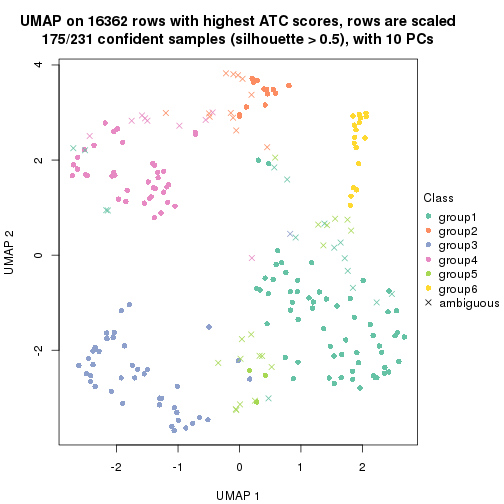 UMAP on 16362 rows with highest ATC scores, rows are scaled
175/231 confident samples (silhouette > 0.5), with 10 PCs
4
2
0
-2
UMAP 2
-2
-1
0
1
2
UMAP 1
Class
group1
group2
group3
group4
group5
group6
ambiguous